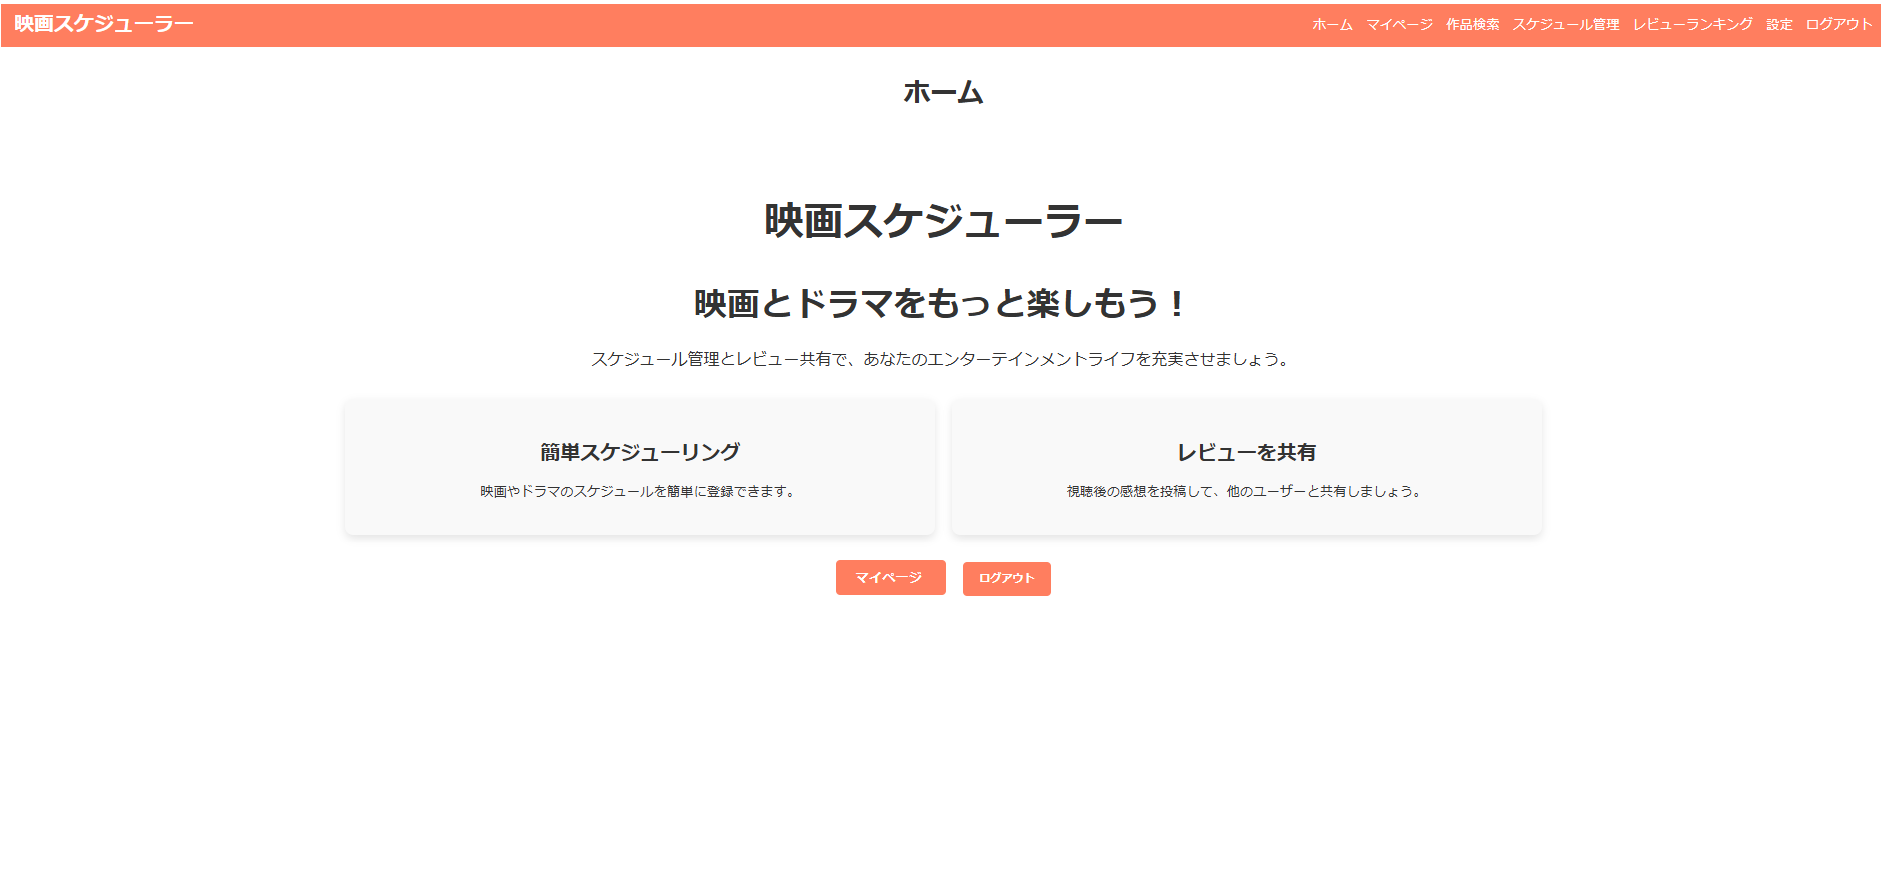 映画スケジューラー
ホーム マイページ 作品検索 スケジュール管理 レビューランキング 設定 ログアウト
ホーム
映画スケジューラー
映画とドラマをもっと楽しもう！
スケジュール管理とレビュー共有で、あなたのエンターテインメントライフを充実させましょう。
簡単スケジューリング
映画やドラマのスケジュールを簡単に登録できます。
レビューを共有
視聴後の感想を投稿して、他のユーザーと共有しましょう。
マイページ
ログアウト